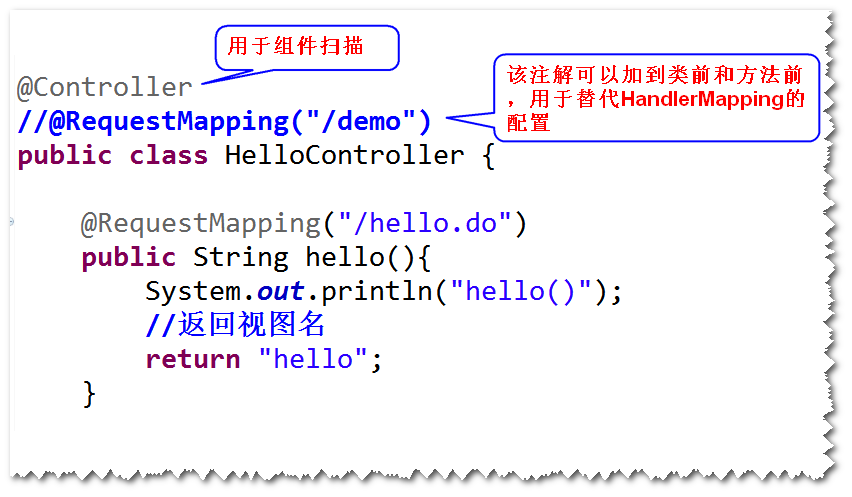 用于组件扫描
@Controller
该注解可以加到类前和方法前
，用于替代HandlerMapping的
配置
//@RequestMapping("/demo")
public class HelloController {
@RequestMapping("/hello.do")
public String hello(){
System.out.println("hello()");
//返回视图名
return "hello";
}